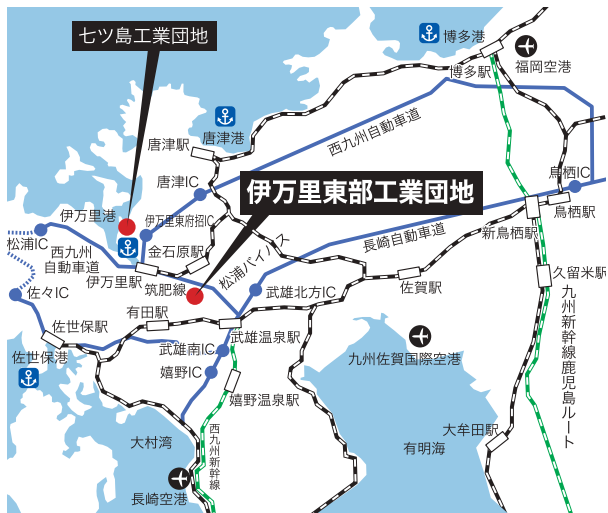 七ツ島工業団地
博多港
博多駅
福岡空港
唐津港
唐津駅
西九州自動車道
唐津IC
鳥栖IC
伊万里東部工業団地
鳥栖駅
伊万里港
伊万里東府招IC
新鳥栖駅
松浦IC
西九州
自動車道
金石原駅
松浦バイパス
長崎自動車道
伊万里駅
筑肥線
佐々IC
武雄北方IC
佐賀駅
久留米駅
有田駅
佐世保駅
武雄温泉駅
佐世保港
武雄南IC
九州佐賀国際空港
嬉野IC
九州新幹線鹿児島ルート
嬉野温泉駅
西九州新幹線
大牟田駅
大村湾
有明海
長崎空港